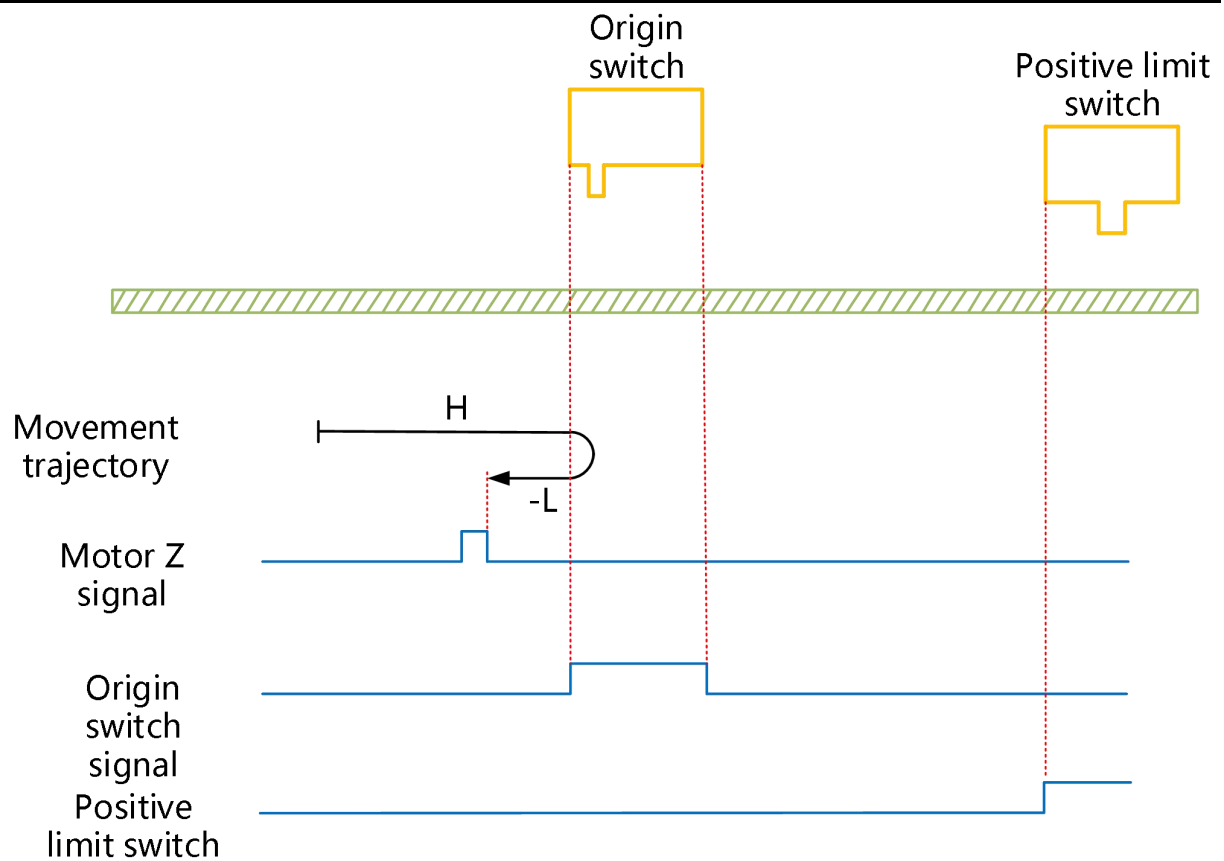 Origin
switch
Positive limit
switch
H
Movement
trajectory
-L
Motor Z
signal
Origin
switch
signal
Positive
limit switch